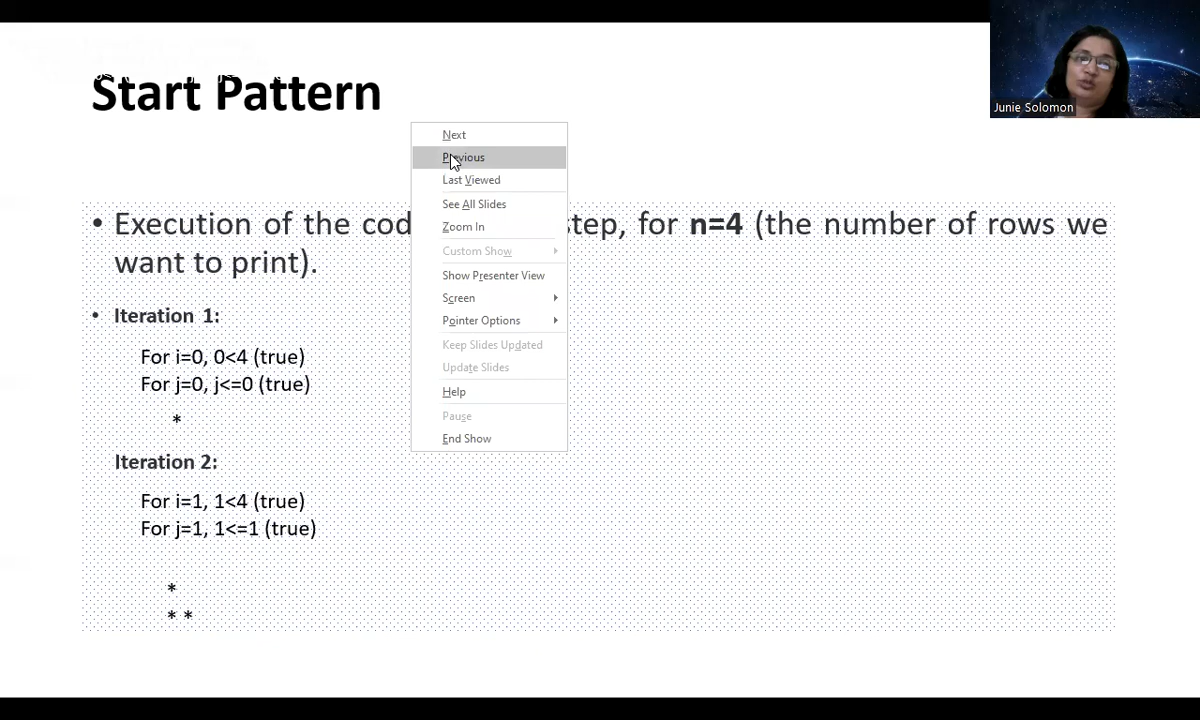 Start Pattern
Junie Solomon
Next
Previous
Last Viewed
See All Slides
Zoom In
Custom Show
Show Presenter View
Screen
Pointer Options
Keep Slides Updated
Update Slides
Help
Pause
End Show
• Execution of the cod step, for n=4 (the number of rows we
want to print).
• Iteration 1:
For i=0, 0<4 (true)
For j=0, j<=0 (true)
*
Iteration 2:
For i=1, 1<4 (true)
For j=1, 1<=1 (true)
*
* *